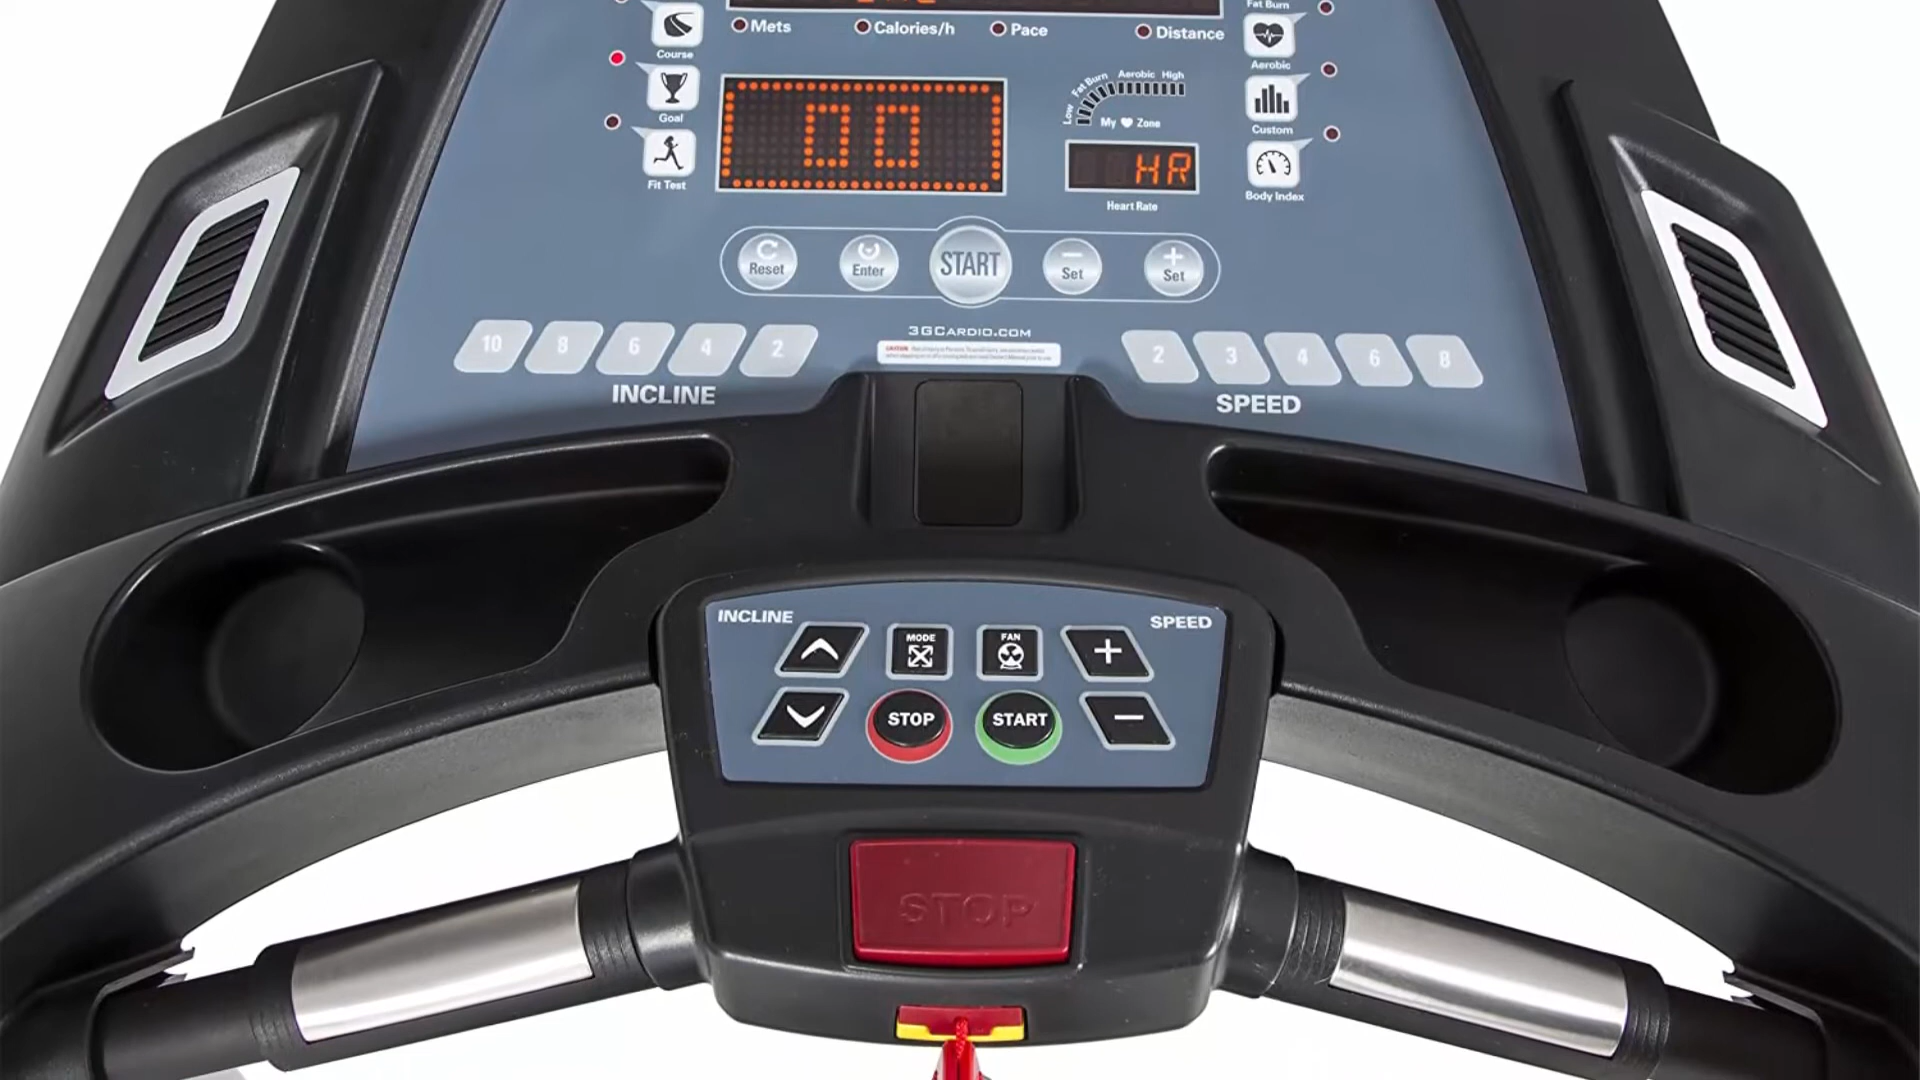 Fat Burn
Mets
Calories/h
Pace
Distance
Course
Aerobic
Goal
Low Fat Burn Aerobic High
My Zone
Custom
00
HR
Fit Test
Heart Rate
Body Index
Reset
Enter
START
Set
Set
3GCARDIO.COM
10 8 6 4 2
2 3 4 6 8
INCLINE
SPEED
INCLINE
SPEED
MODE
FAN
STOP
START
STOP